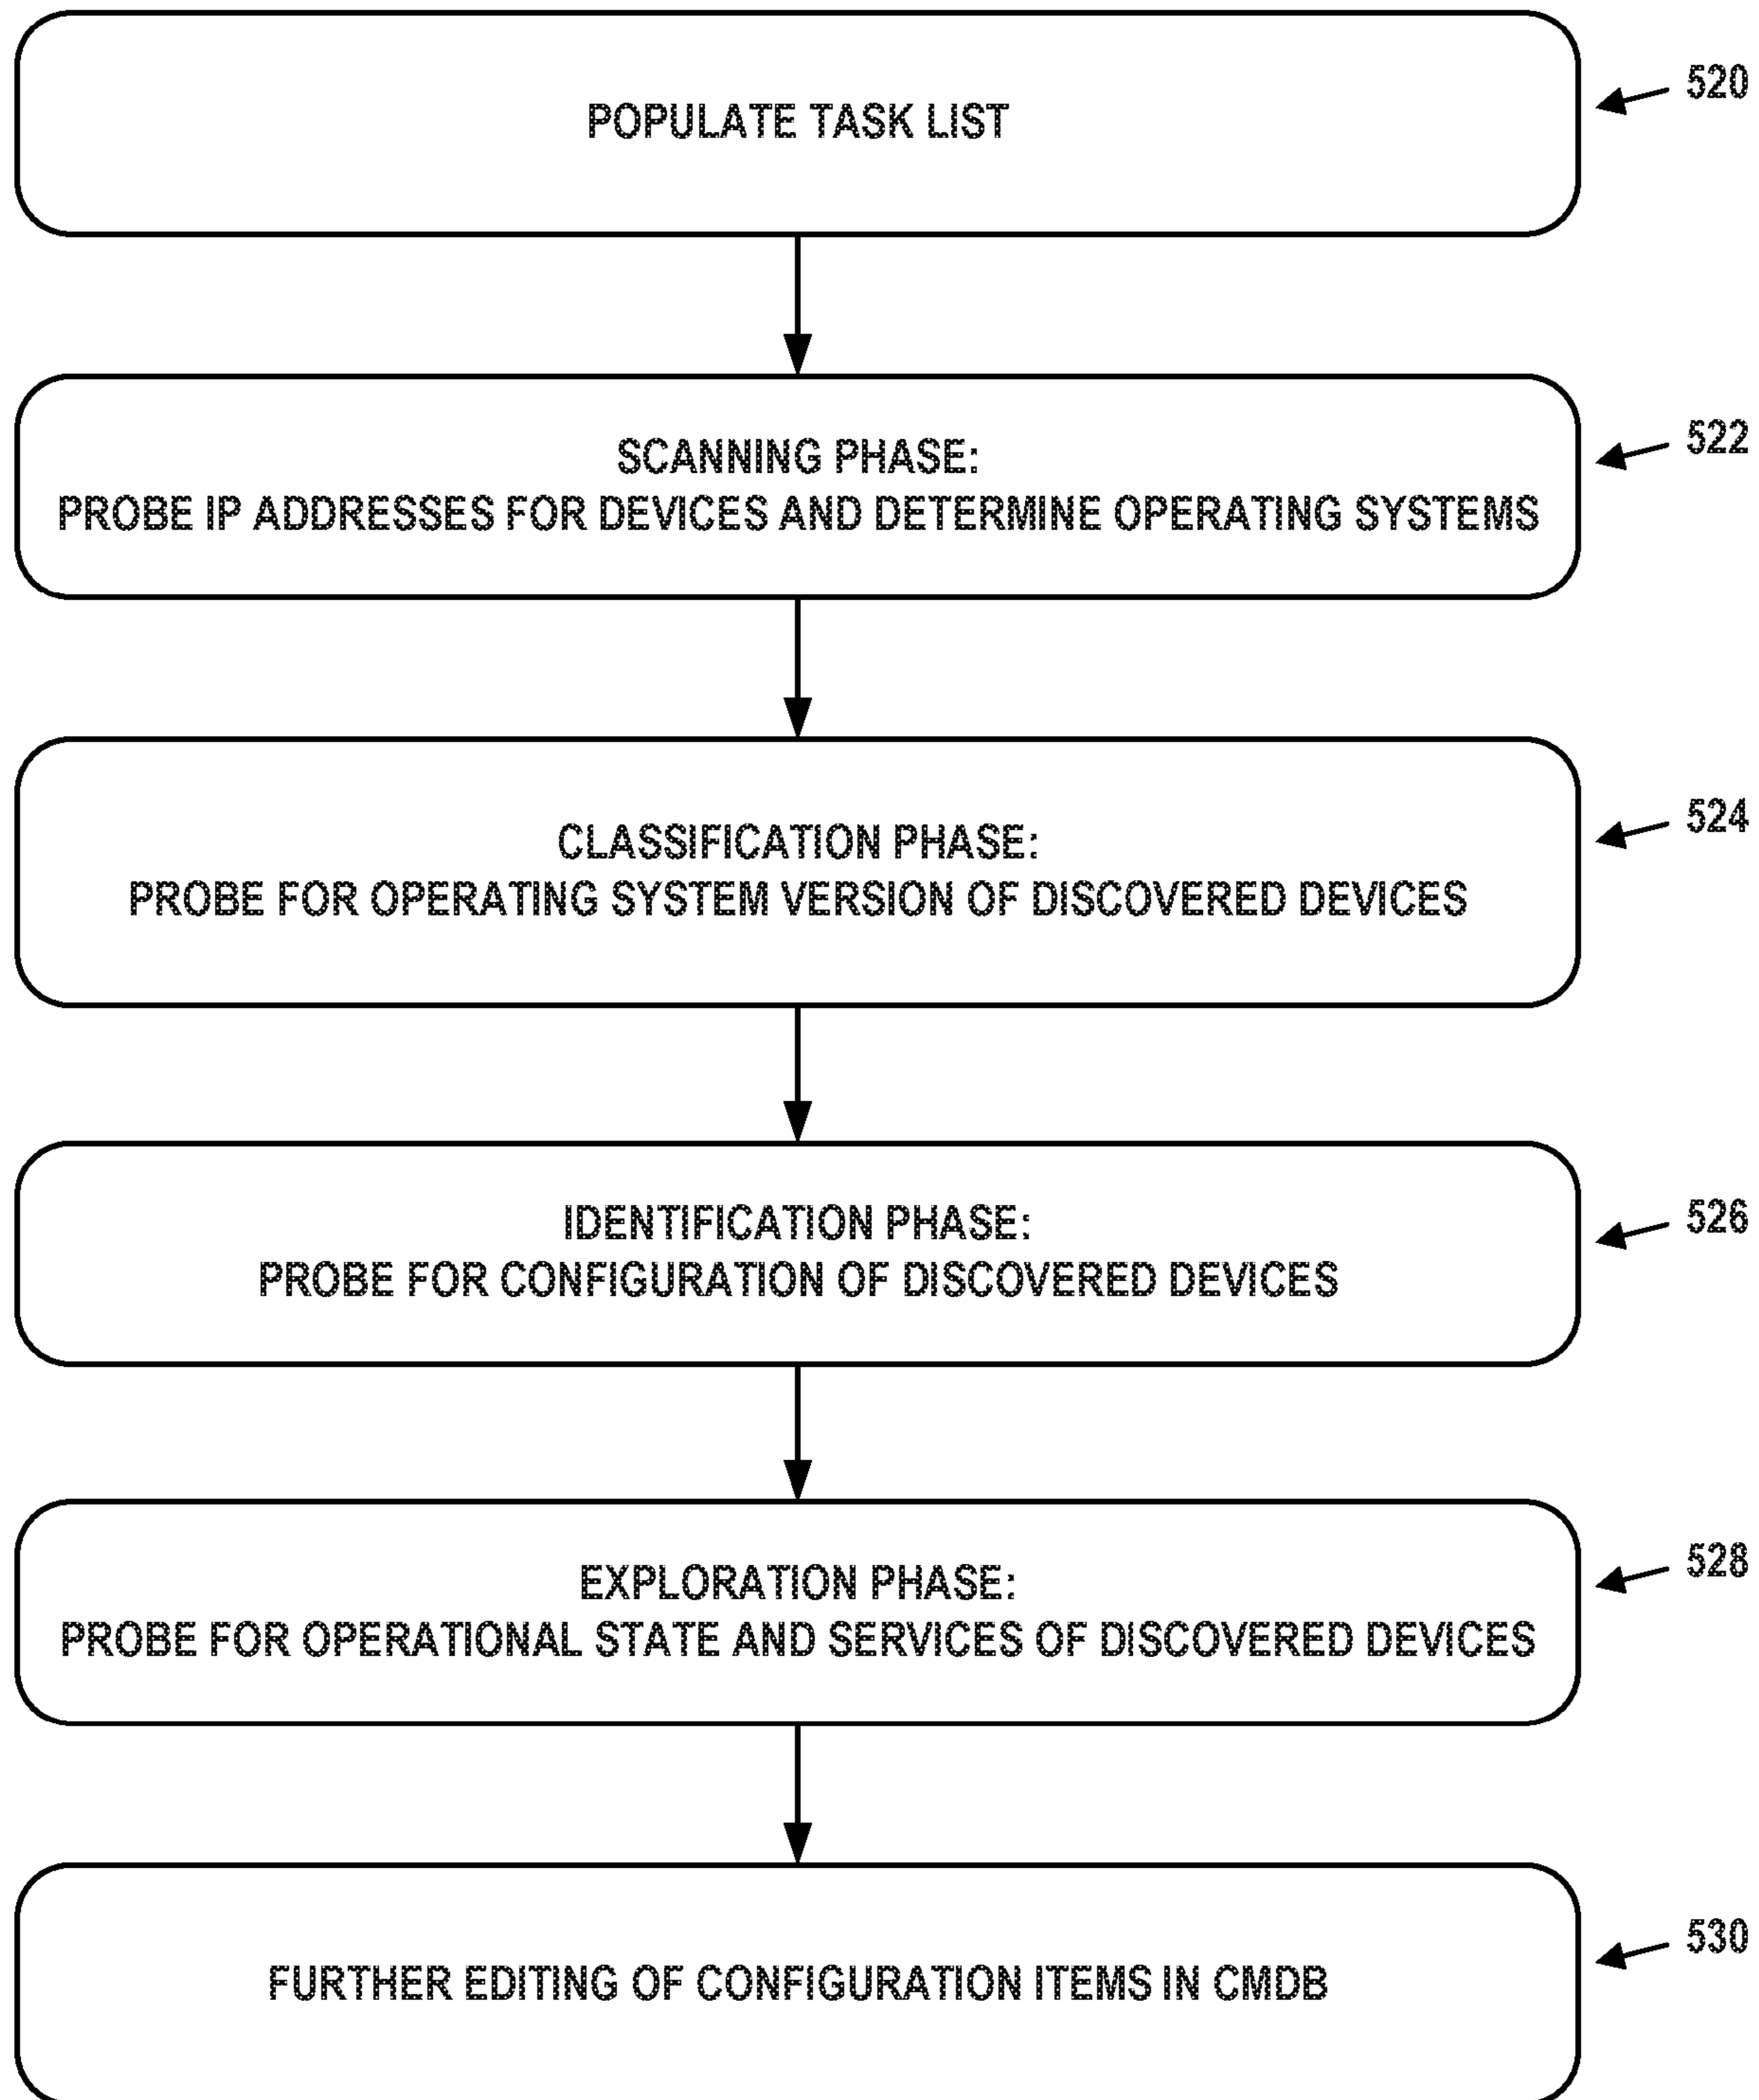 POPULATE TASK LIST
520
SCANNING PHASE:
PROBE IP ADDRESSES FOR DEVICES AND DETERMINE OPERATING SYSTEMS
522
CLASSIFICATION PHASE:
PROBE FOR OPERATING SYSTEM VERSION OF DISCOVERED DEVICES
524
IDENTIFICATION PHASE:
PROBE FOR CONFIGURATION OF DISCOVERED DEVICES
526
EXPLORATION PHASE:
PROBE FOR OPERATIONAL STATE AND SERVICES OF DISCOVERED DEVICES
528
FURTHER EDITING OF CONFIGURATION ITEMS IN CMDB
530